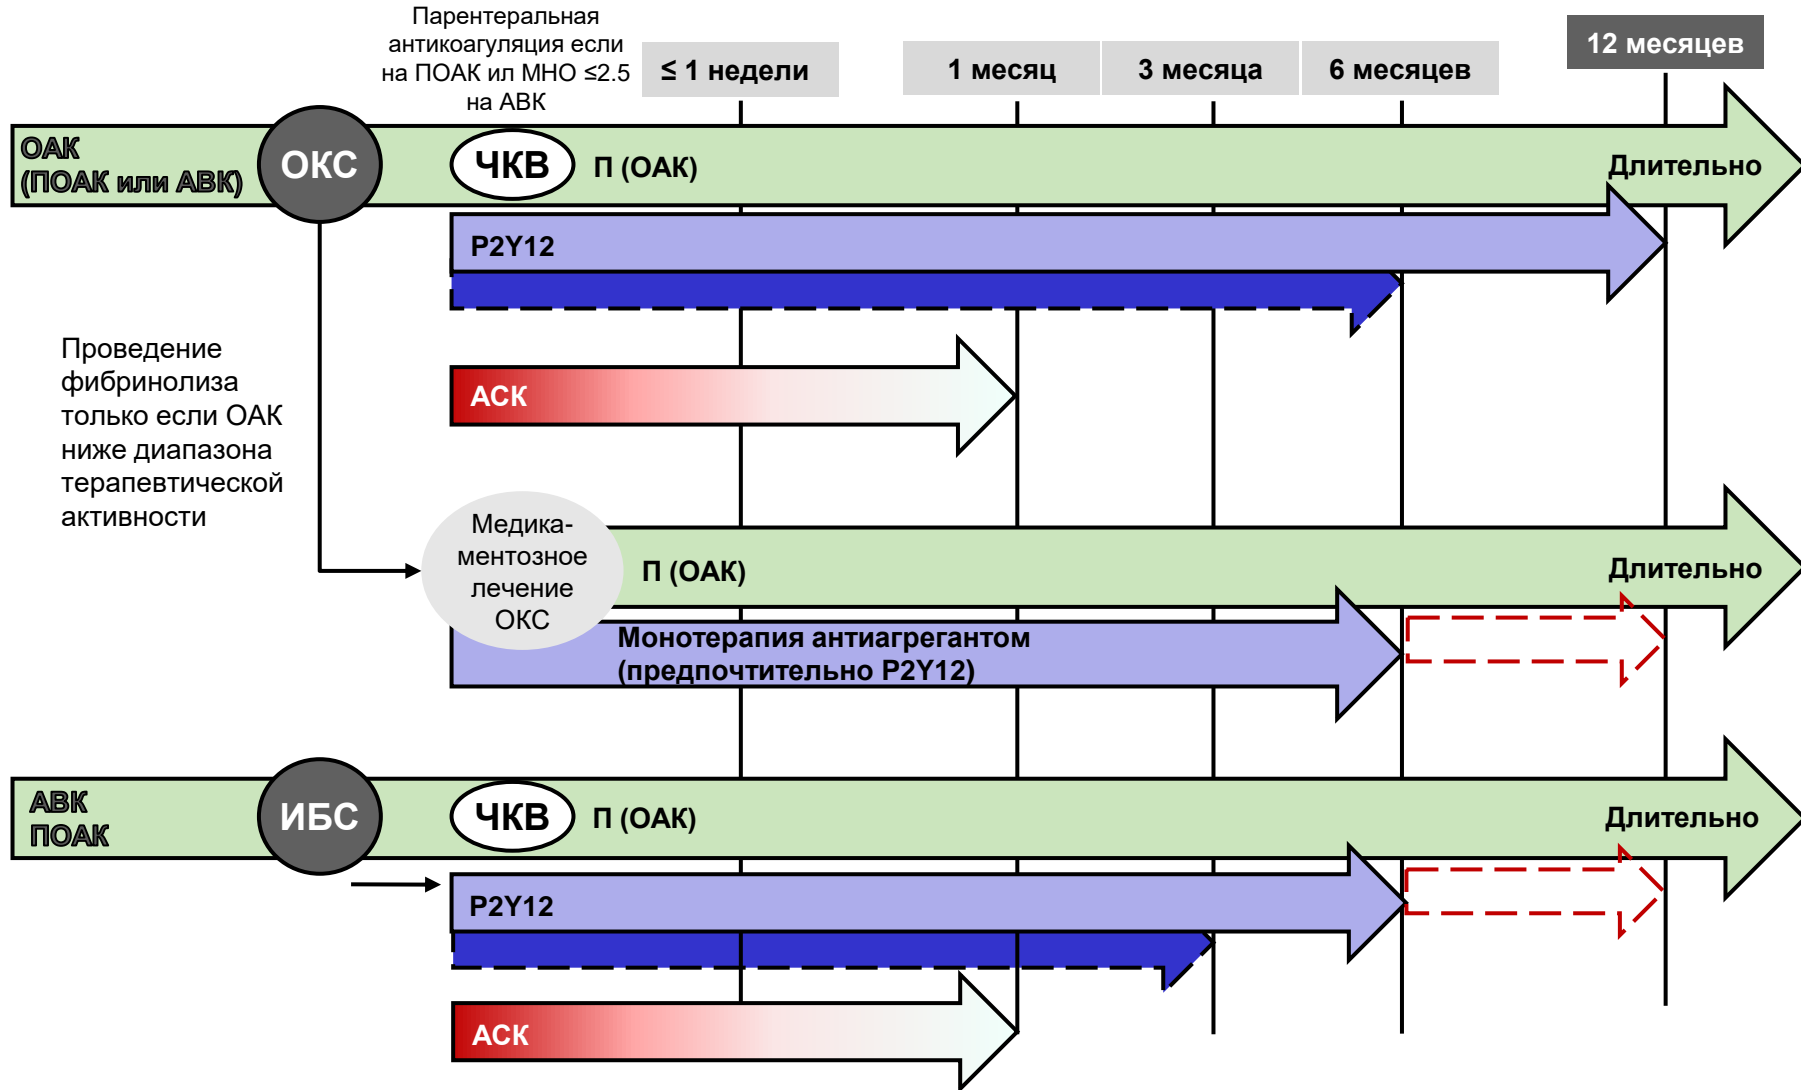 Парентеральная
антикоагуляция если
на ПОАК ил МНО ≤2.5
на АВК
≤ 1 недели
1 месяц
3 месяца
6 месяцев
12 месяцев
ОАК
(ПОАК или АВК)
ОКС
ЧКВ
П (ОАК)
Длительно
P2Y12
АСК
Проведение
фибринолиза
только если ОАК
ниже диапазона
терапевтической
активности
Медика-
ментозное
лечение
ОКС
П (ОАК)
Длительно
Монотерапия антиагрегантом
(предпочтительно P2Y12)
АВК
ПОАК
ИБС
ЧКВ
П (ОАК)
Длительно
P2Y12
АСК